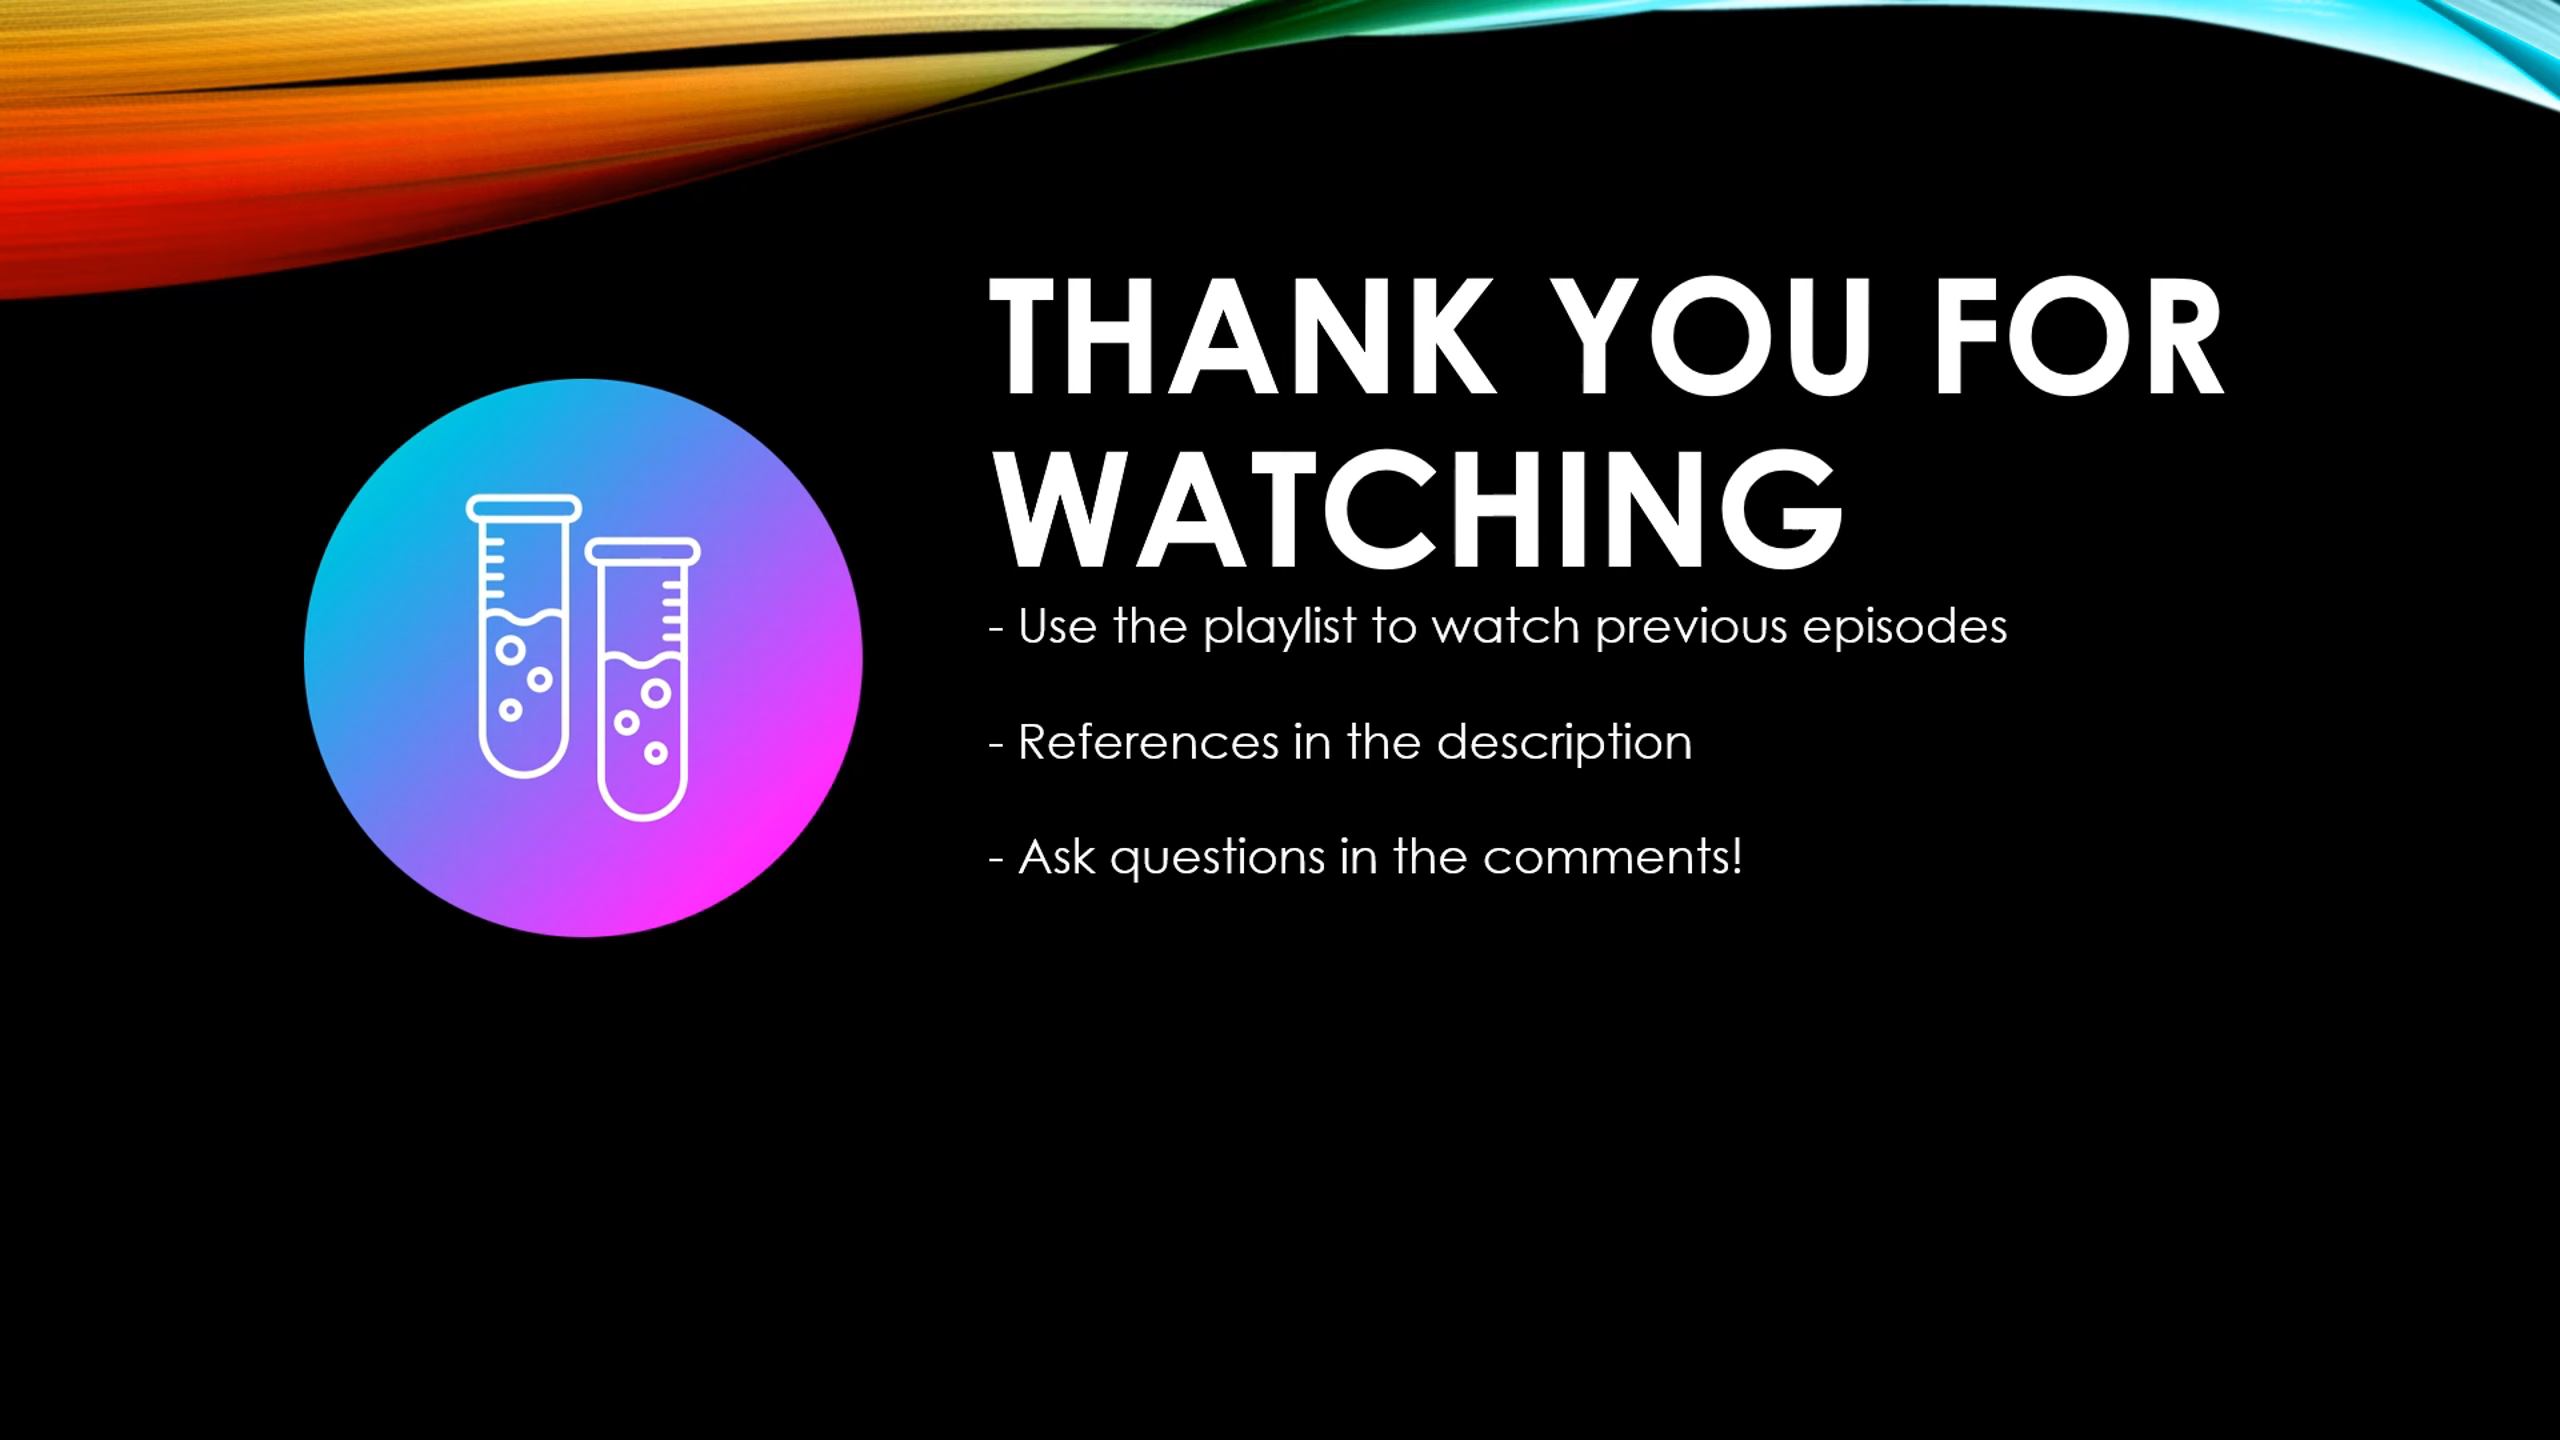 THANK YOU FOR
WATCHING
- Use the playlist to watch previous episodes
- References in the description
- Ask questions in the comments!